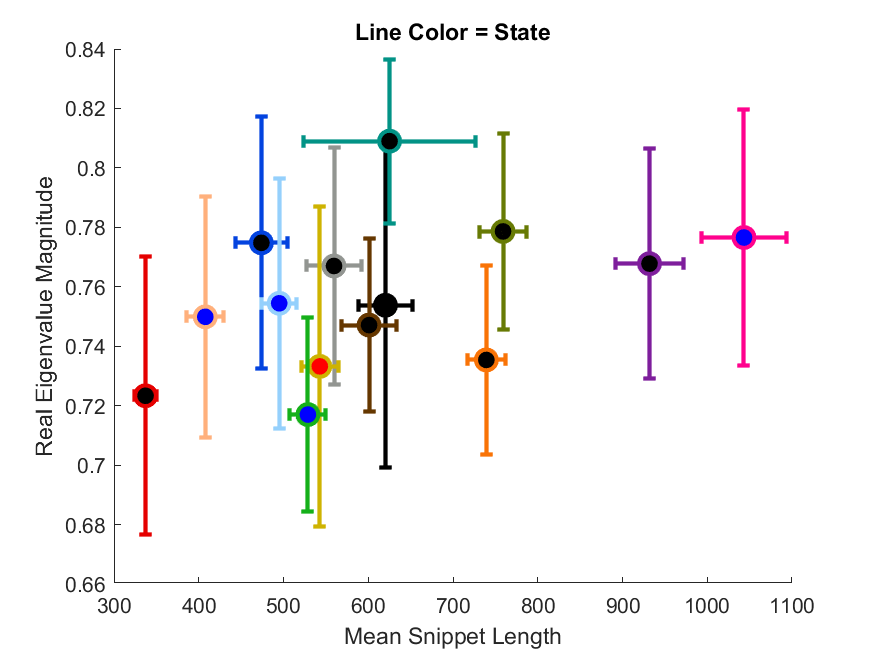 Line Color = State
0.84
0.82
0.8
0.78
0.76
0.74
0.72
0.7
0.68
0.66
Real Eigenvalue Magnitude
300 400 500 600 700 800 900 1000 1100
Mean Snippet Length